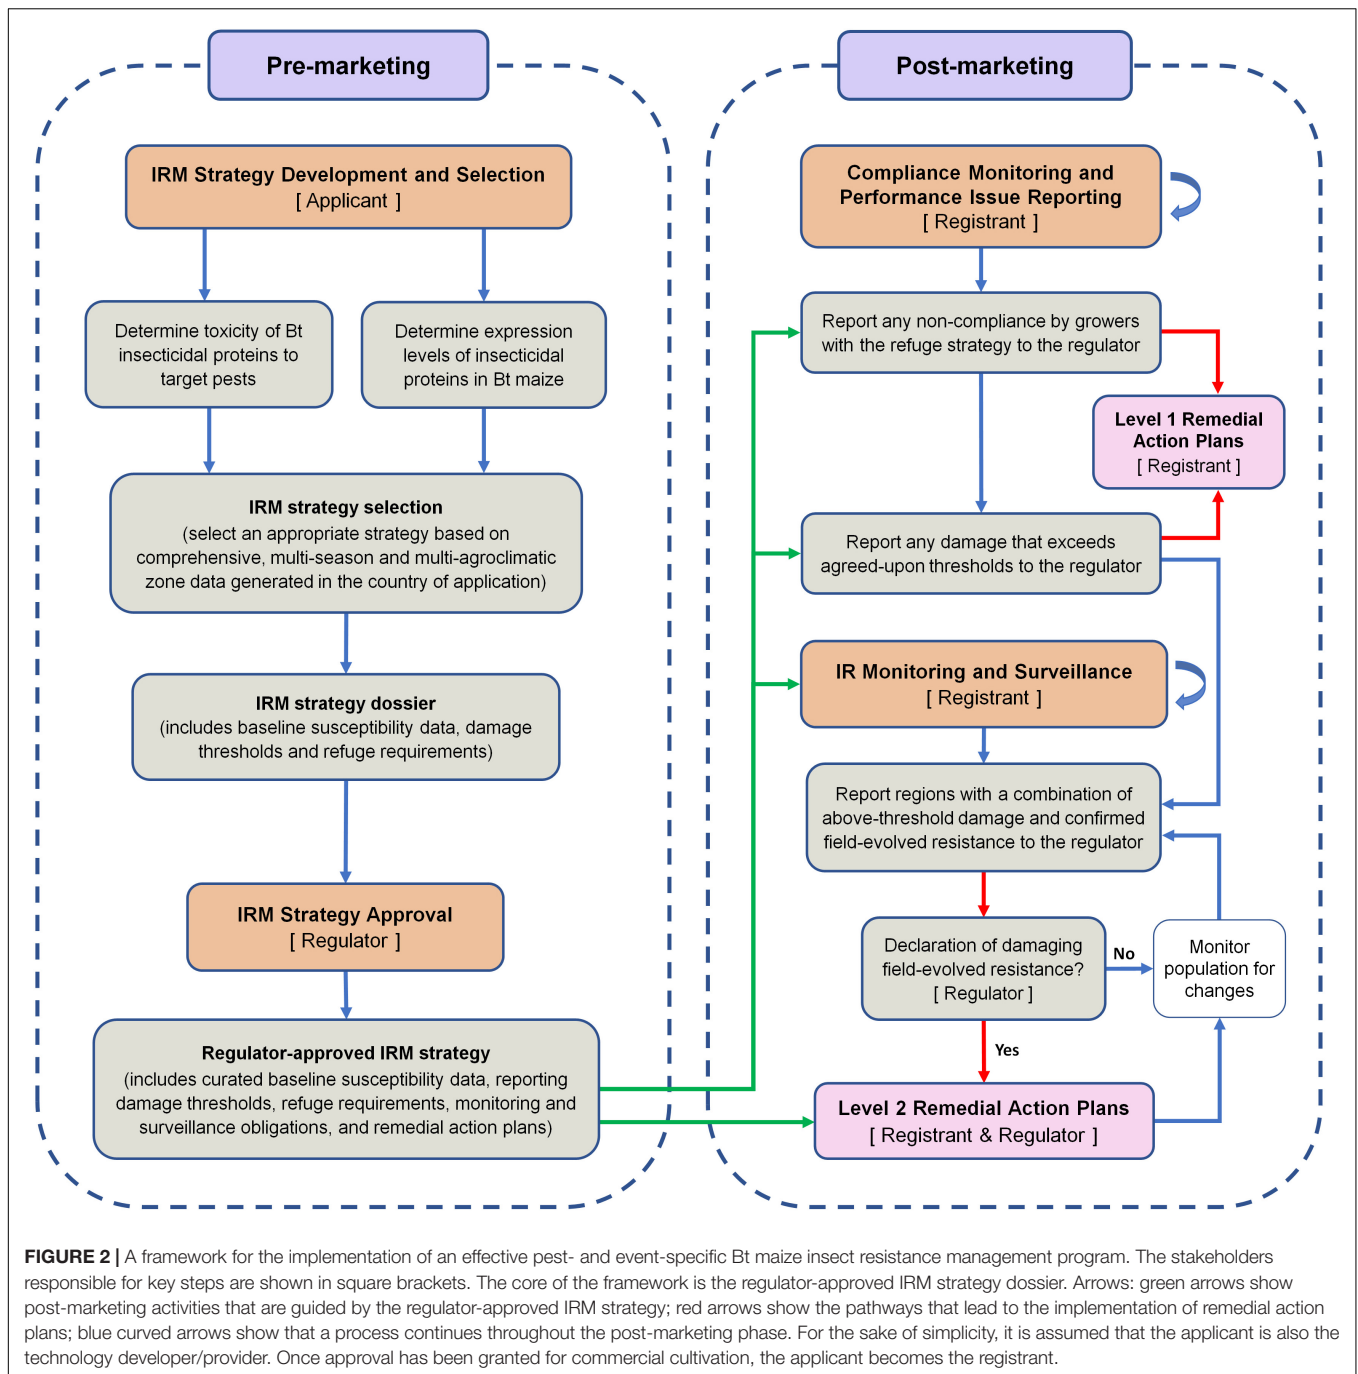 Pre-marketing
IRM Strategy Development and Selection
[ Applicant ]
Determine toxicity of Bt
insecticidal proteins to
target pests
Determine expression
levels of insecticidal
proteins in Bt maize
IRM strategy selection
(select an appropriate strategy based on
comprehensive, multi-season and multi-agroclimatic
zone data generated in the country of application)
IRM strategy dossier
(includes baseline susceptibility data, damage
thresholds and refuge requirements)
IRM Strategy Approval
[ Regulator ]
Regulator-approved IRM strategy
(includes curated baseline susceptibility data, reporting
damage thresholds, refuge requirements, monitoring and
surveillance obligations, and remedial action plans)
Post-marketing
Compliance Monitoring and
Performance Issue Reporting
[ Registrant ]
Report any non-compliance by growers
with the refuge strategy to the regulator
Level 1 Remedial
Action Plans
[ Registrant ]
Report any damage that exceeds
agreed-upon thresholds to the regulator
IR Monitoring and Surveillance
[ Registrant ]
Report regions with a combination of
above-threshold damage and confirmed
field-evolved resistance to the regulator
Declaration of damaging
field-evolved resistance?
[ Regulator ]
No
Monitor
population for
changes
Yes
Level 2 Remedial Action Plans
[ Registrant & Regulator ]
FIGURE 2 | A framework for the implementation of an effective pest- and event-specific Bt maize insect resistance management program. The stakeholders
responsible for key steps are shown in square brackets. The core of the framework is the regulator-approved IRM strategy dossier. Arrows: green arrows show
post-marketing activities that are guided by the regulator-approved IRM strategy; red arrows show the pathways that lead to the implementation of remedial action
plans; blue curved arrows show that a process continues throughout the post-marketing phase. For the sake of simplicity, it is assumed that the applicant is also the
technology developer/provider. Once approval has been granted for commercial cultivation, the applicant becomes the registrant.